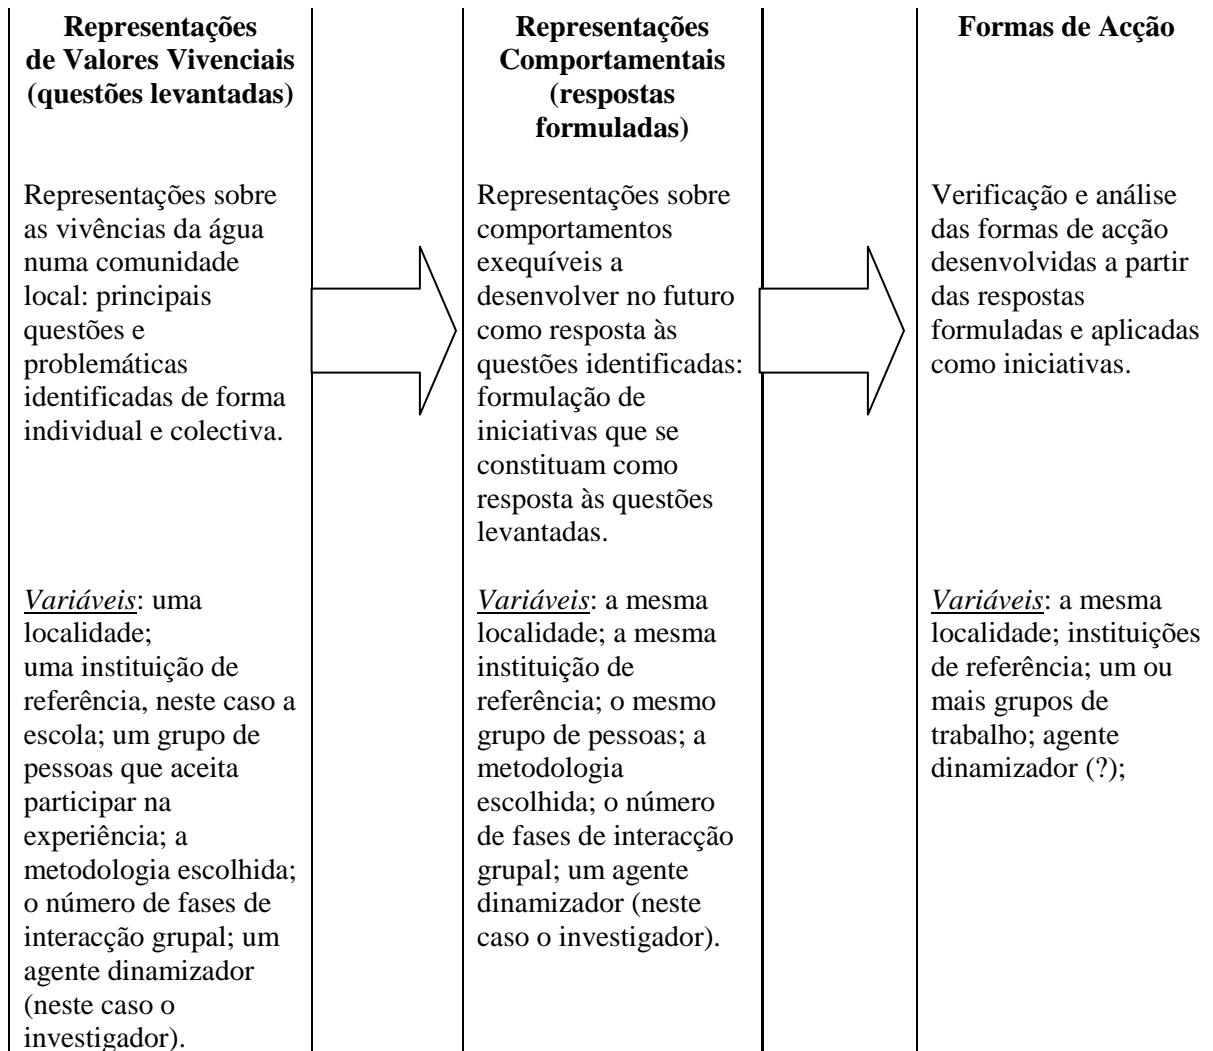 Representações
de Valores Vivenciais
(questões levantadas)
Representações sobre
as vivências da água
numa comunidade
local: principais
questões e
problemáticas
identificadas de forma
individual e colectiva.
Variáveis: uma
localidade;
uma instituição de
referência, neste caso a
escola; um grupo de
pessoas que aceita
participar na
experiência; a
metodologia escolhida;
o número de fases de
interacção grupal; um
agente dinamizador
(neste caso o
investigador).
Representações
Comportamentais
(respostas
formuladas)
Representações sobre
comportamentos
exequíveis a
desenvolver no futuro
como resposta às
questões identificadas:
formulação de
iniciativas que se
constituam como
resposta às questões
levantadas.
Variáveis: a mesma
localidade; a mesma
instituição de
referência; o mesmo
grupo de pessoas; a
metodologia
escolhida; o número
de fases de interacção
grupal; um agente
dinamizador (neste
caso o investigador).
Formas de Acção
Verificação e análise
das formas de acção
desenvolvidas a partir
das respostas
formuladas e aplicadas
como iniciativas.
Variáveis: a mesma
localidade; instituições
de referência; um ou
mais grupos de
trabalho; agente
dinamizador (?);